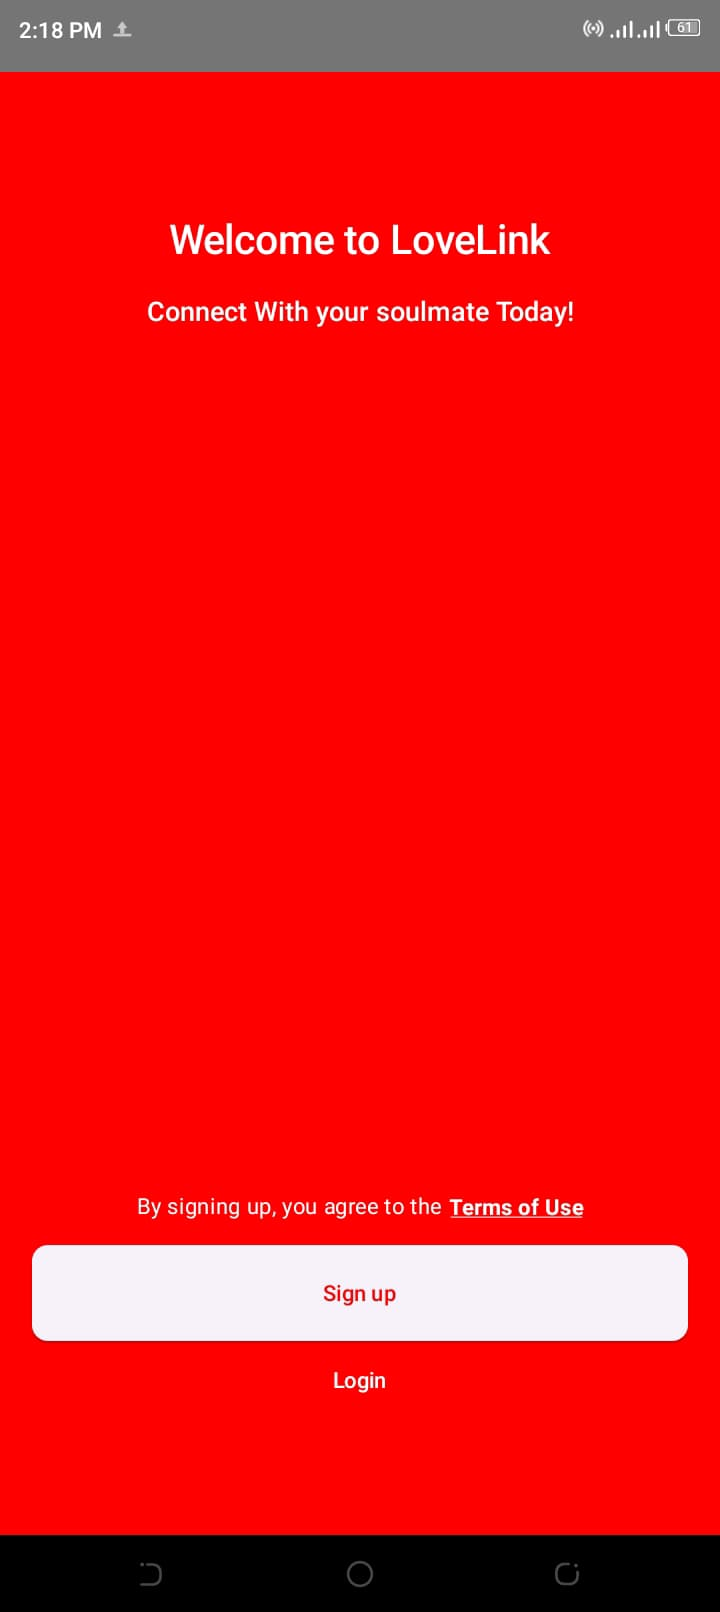 2:18 PM
61
Welcome to LoveLink
Connect With your soulmate Today!
By signing up, you agree to the Terms of Use
Sign up
Login